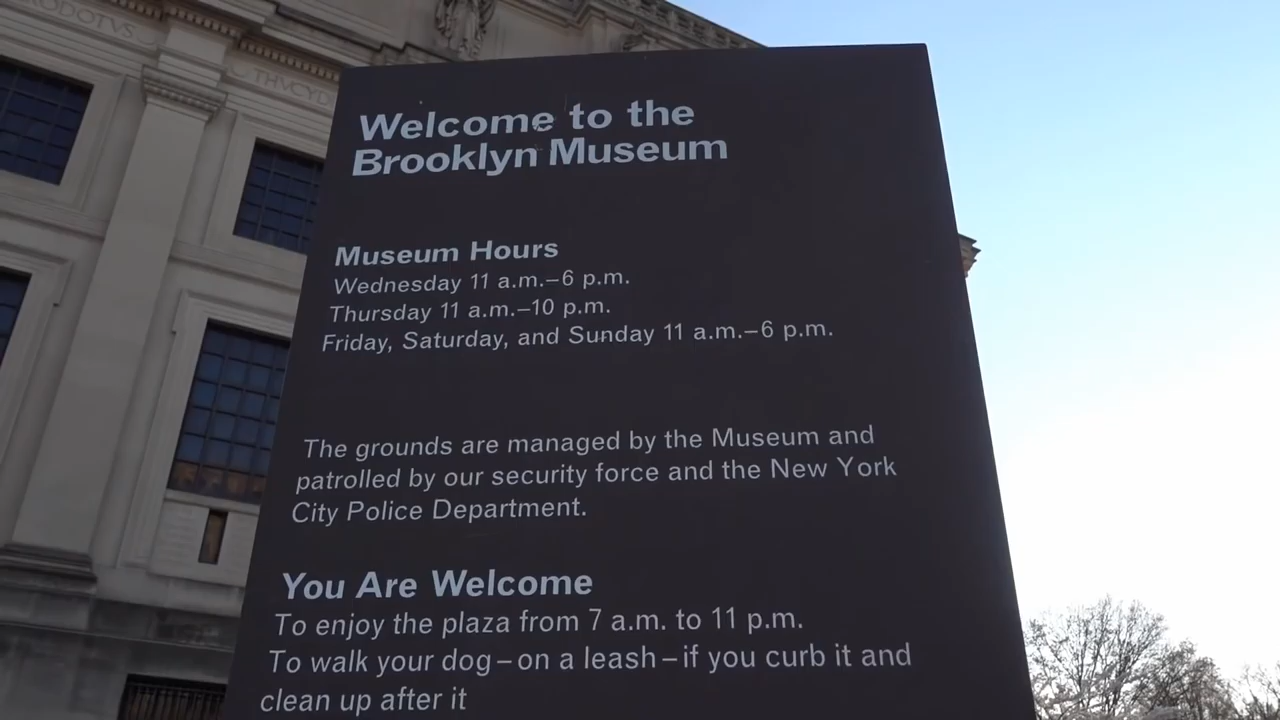 RODOTVS
THVCYD
Welcome to the
Brooklyn Museum
Museum Hours
Wednesday 11 a.m.–6 p.m.
Thursday 11 a.m.–10 p.m.
Friday, Saturday, and Sunday 11 a.m.–6 p.m.
The grounds are managed by the Museum and
patrolled by our security force and the New York
City Police Department.
You Are Welcome
To enjoy the plaza from 7 a.m. to 11 p.m.
To walk your dog – on a leash – if you curb it and
clean up after it